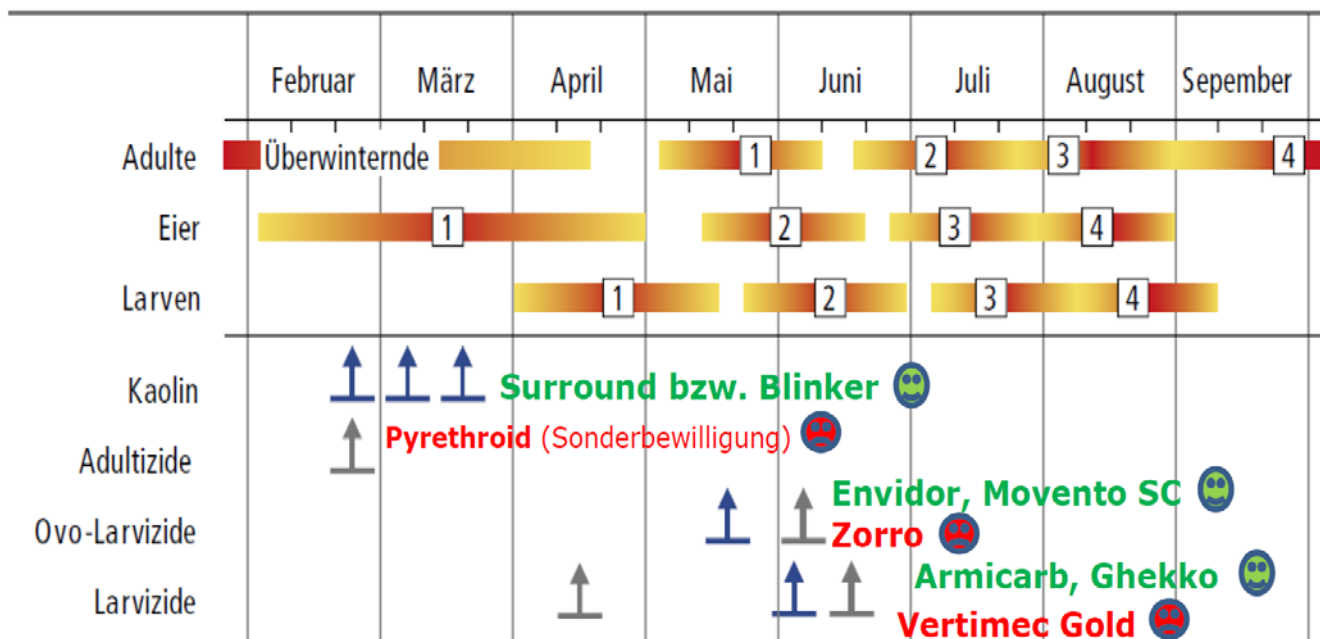 Februar März April Mai Juni Juli August Sepember
Adulte Überwinternde 1 2 3 4
Eier 1 2 3 4
Larven 1 2 3 4
Kaolin Surround bzw. Blinker
Pyrethroid (Sonderbewilligung)
Adultizide
Envidor, Movento SC
Ovo-Larvizide Zorro
Armicarb, Ghekko
Larvizide
Vertimec Gold